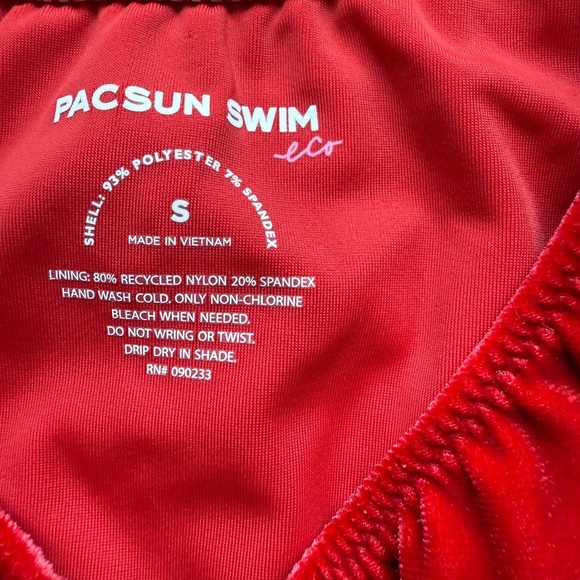 PACSUN SWIM
eco
SHELL: 93% POLYESTER 7% SPANDEX
S
MADE IN VIETNAM
LINING: 80% RECYCLED NYLON 20% SPANDEX
HAND WASH COLD. ONLY NON-CHLORINE
BLEACH WHEN NEEDED.
DO NOT WRING OR TWIST.
DRIP DRY IN SHADE.
RN# 090233